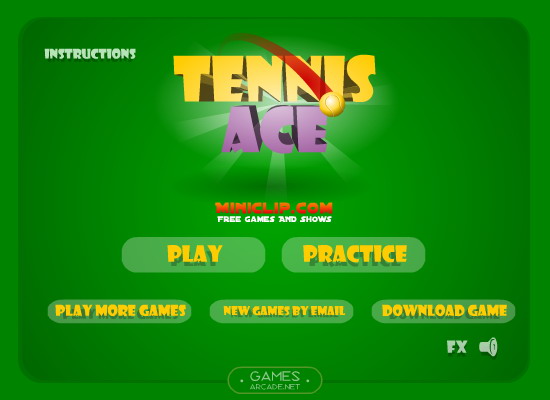 INSTRUCTIONS
TENNIS
ACE
MINICLIP.COM
FREE GAMES AND SHOWS
PLAY
PRACTICE
PLAY MORE GAMES
NEW GAMES BY EMAIL
DOWNLOAD GAME
FX
GAMES
ARCADE.NET